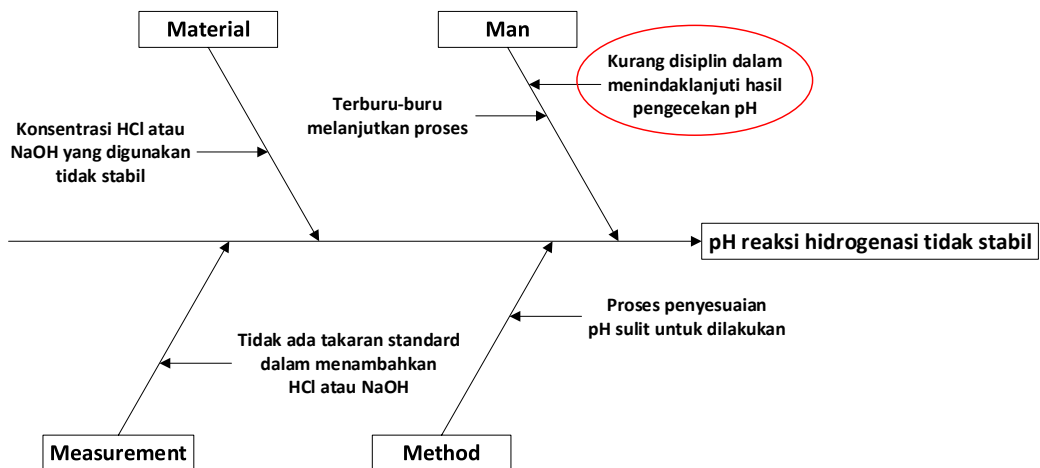 Material
Man
Kurang disiplin dalam
menindaklanjuti hasil
pengecekan pH
Terburu-buru
melanjutkan proses
Konsentrasi HCl atau
NaOH yang digunakan
tidak stabil
pH reaksi hidrogenasi tidak stabil
Proses penyesuaian
pH sulit untuk dilakukan
Tidak ada takaran standard
dalam menambahkan
HCl atau NaOH
Measurement
Method